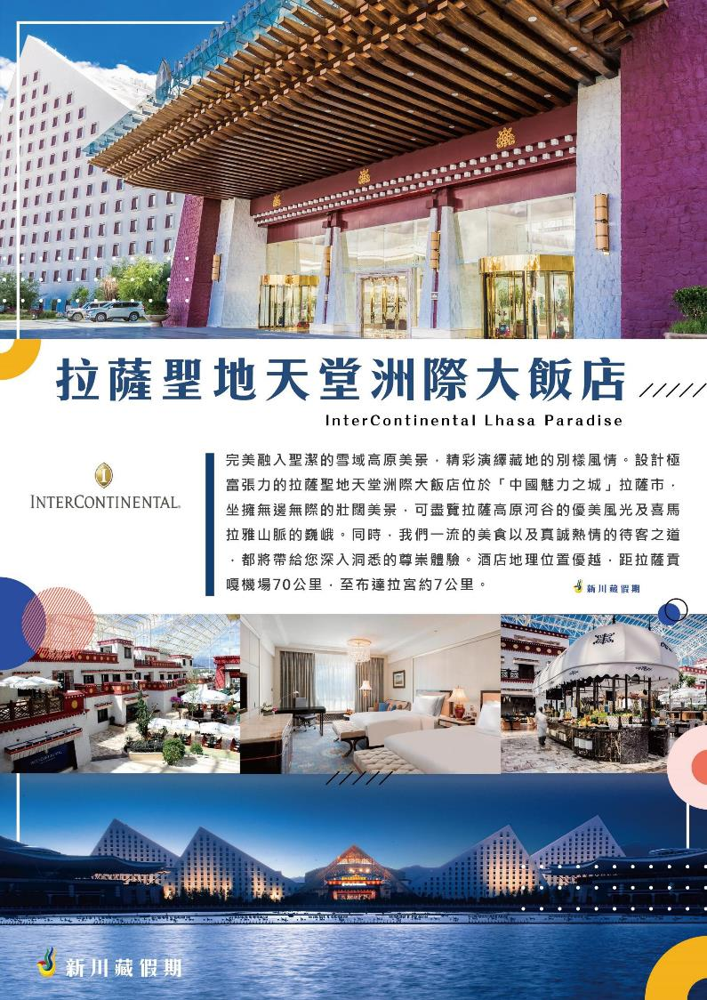 拉薩聖地天堂洲際大飯店
InterContinental Lhasa Paradise
INTERCONTINENTAL®
完美融入聖潔的雪域高原美景，精彩演繹藏地的別樣風情。設計極
富張力的拉薩聖地天堂洲際大飯店位於「中國魅力之城」拉薩市，
坐擁無邊無際的壯闊美景，可盡覽拉薩高原河谷的優美風光及喜馬
拉雅山脈的巍峨。同時，我們一流的美食以及真誠熱情的待客之道
，都將帶給您深入洞悉的尊崇體驗。酒店地理位置優越，距拉薩貢
嘎機場70公里，至布達拉宮約7公里。
新川藏假期
新川藏假期